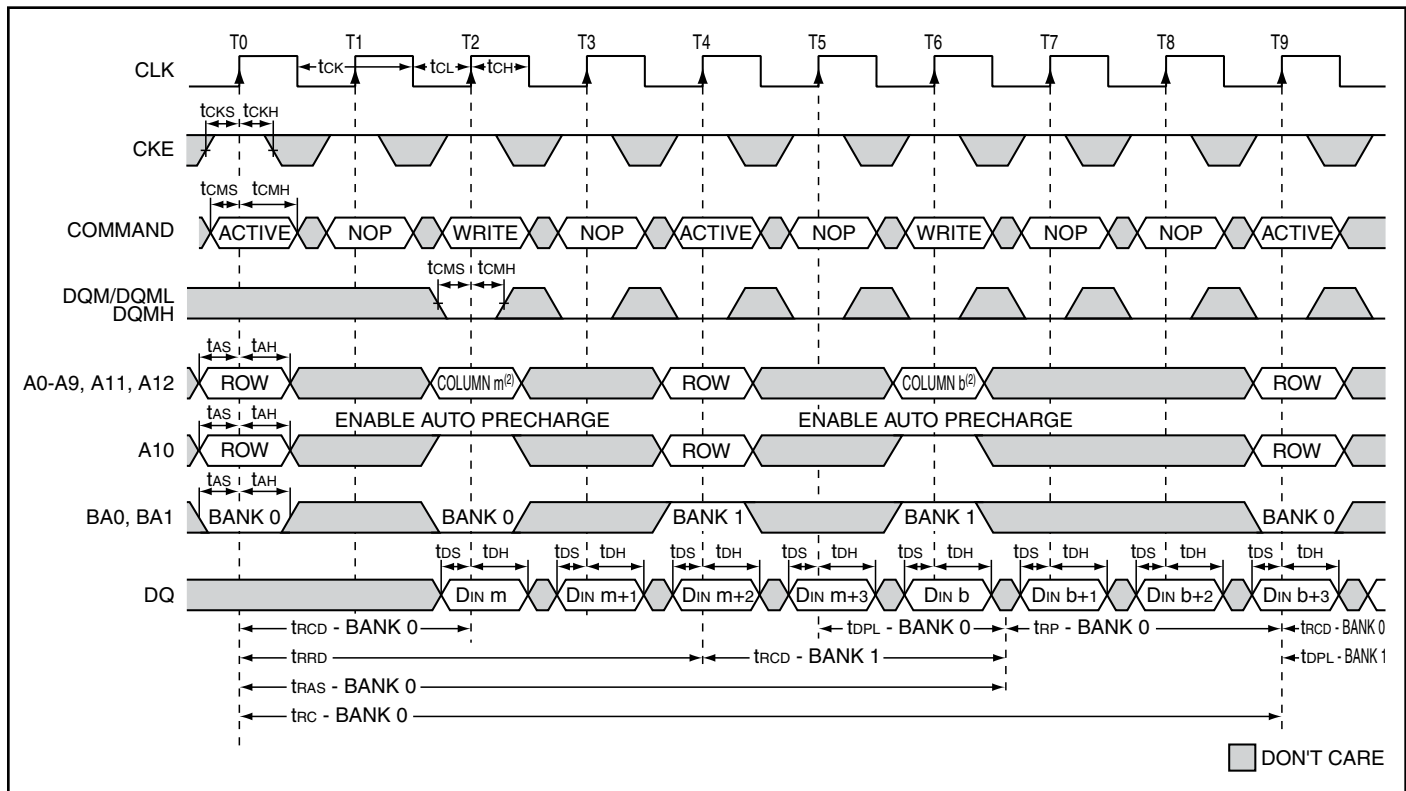 T0 T1 T2 T3 T4 T5 T6 T7 T8 T9
CLK tCK tCL tCH
tCKS tCKH
CKE
tCMS tCMH
COMMAND ACTIVE NOP WRITE NOP ACTIVE NOP WRITE NOP NOP ACTIVE
tCMS tCMH
DQM/DQML
DQMH
tAS tAH
A0-A9, A11, A12 ROW COLUMN m(2) ROW COLUMN b(2) ROW
tAS tAH ENABLE AUTO PRECHARGE ENABLE AUTO PRECHARGE
A10 ROW ROW ROW
tAS tAH
BA0, BA1 BANK 0 BANK 0 BANK 1 BANK 1 BANK 0
tDS tDH tDS tDH tDS tDH tDS tDH tDS tDH tDS tDH tDS tDH tDS tDH
DQ DIN m DIN m+1 DIN m+2 DIN m+3 DIN b DIN b+1 DIN b+2 DIN b+3
tRCD - BANK 0 tDPL - BANK 0 tRP - BANK 0 tRCD - BANK 0
tRRD tRCD - BANK 1 tDPL - BANK 1
tRAS - BANK 0
tRC - BANK 0
DON'T CARE